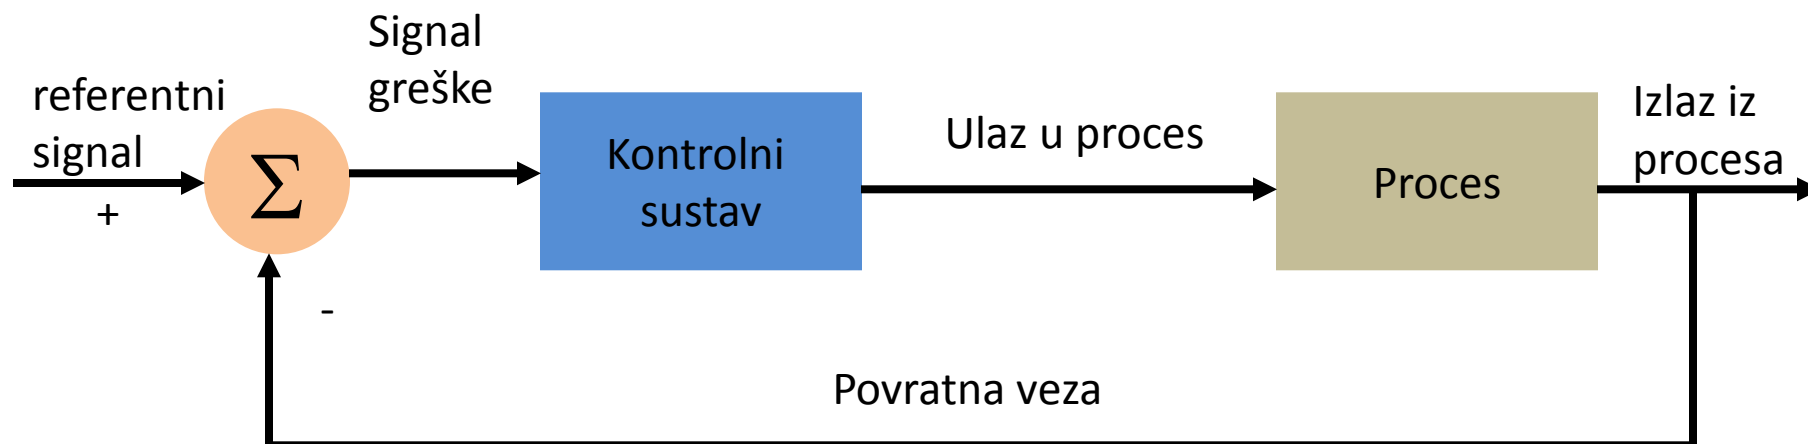 referentni
signal
+
Σ
-
Signal
greške
Kontrolni
sustav
Ulaz u proces
Proces
Izlaz iz
procesa
Povratna veza